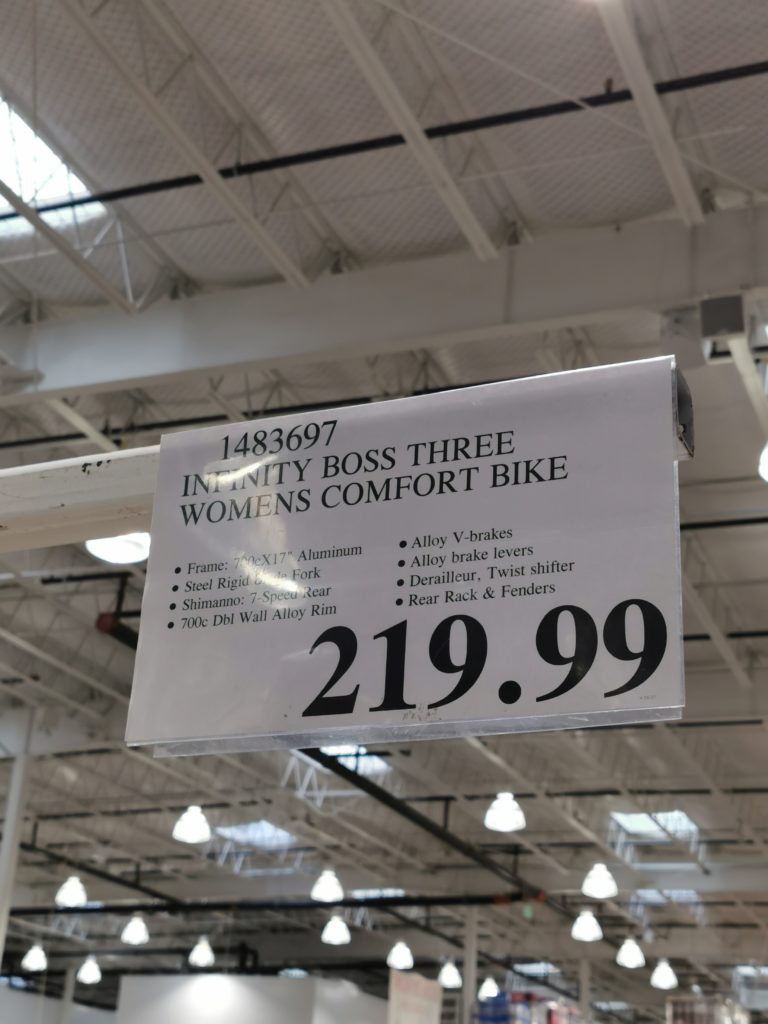 1483697
INFINITY BOSS THREE
WOMENS COMFORT BIKE
• Frame: 700cX17" Aluminum
• Steel Rigid Blade Fork
• Shimanno: 7-Speed Rear
• 700c Dbl Wall Alloy Rim
• Alloy V-brakes
• Alloy brake levers
• Derailleur, Twist shifter
• Rear Rack & Fenders
219.99